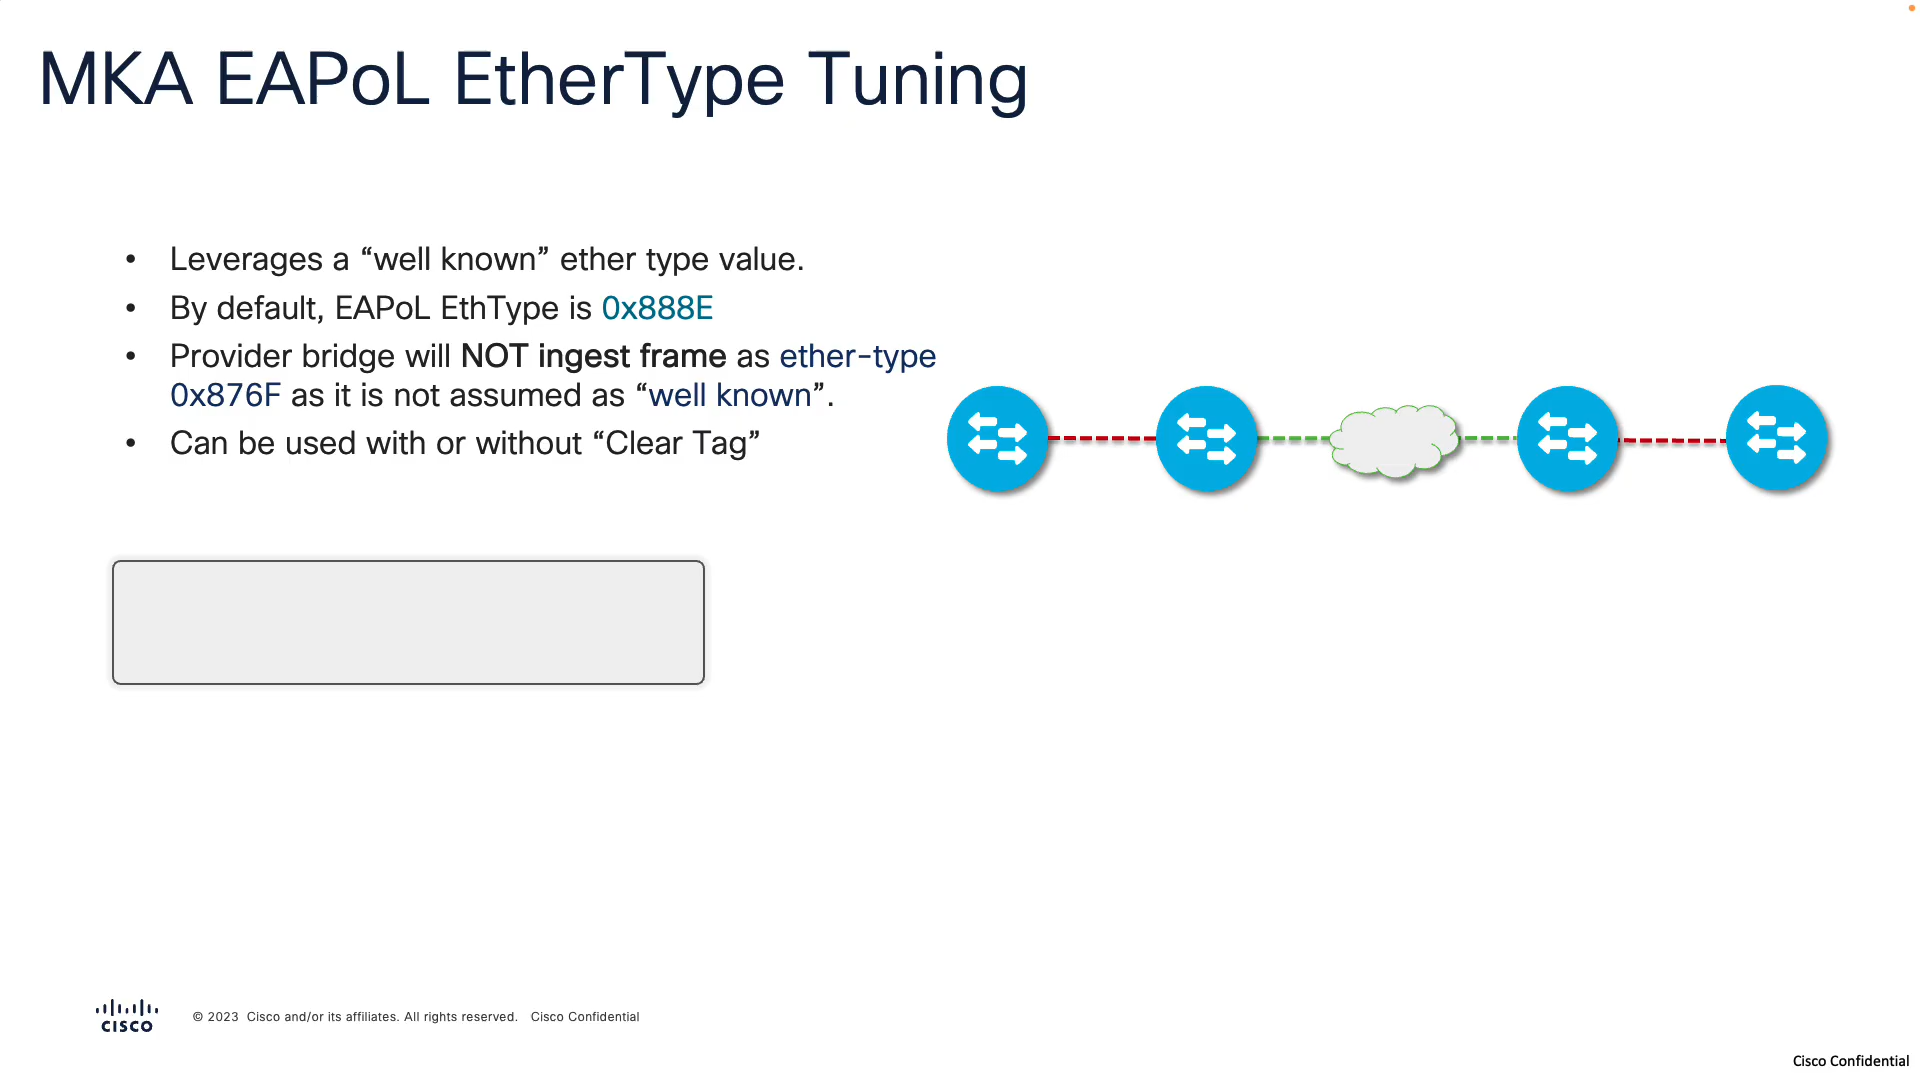 MKA EAPoL EtherType Tuning
• Leverages a “well known” ether type value.
• By default, EAPoL EthType is 0x888E
• Provider bridge will NOT ingest frame as ether-type
0x876F as it is not assumed as “well known”.
• Can be used with or without “Clear Tag”
CISCO
© 2023 Cisco and/or its affiliates. All rights reserved. Cisco Confidential
Cisco Confidential